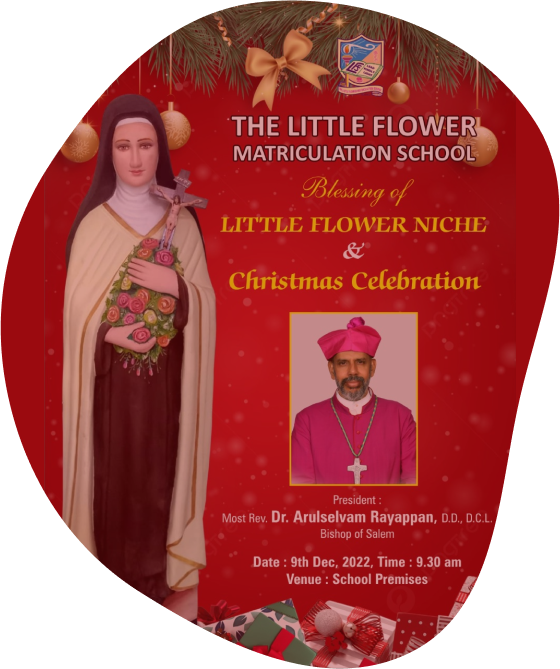 THE LITTLE FLOWER
MATRICULATION SCHOOL
Blessing of
LITTLE FLOWER NICHE
&
Christmas Celebration
President :
Most Rev. Dr. Arulselvam Rayappan, D.D., D.C.L.
Bishop of Salem
Date : 9th Dec, 2022, Time : 9.30 am
Venue : School Premises